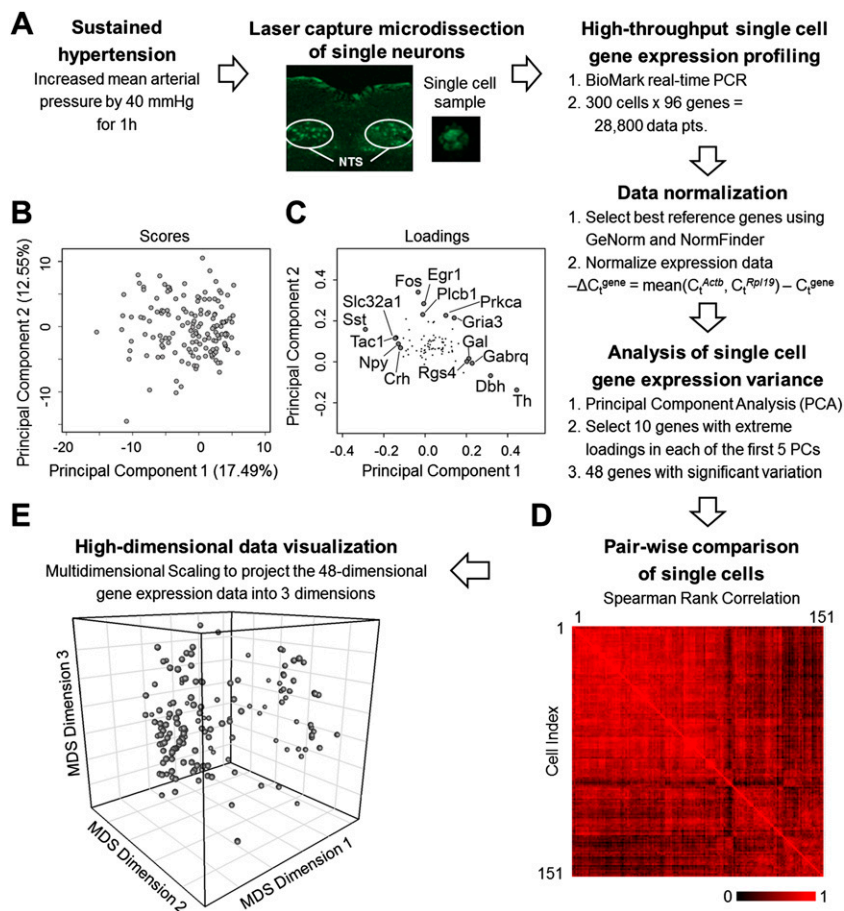 A
Sustained
hypertension
Increased mean arterial
pressure by 40 mmHg
for 1h
Laser capture microdissection
of single neurons
NTS
Single cell
sample
High-throughput single cell
gene expression profiling
1. BioMark real-time PCR
2. 300 cells x 96 genes =
28,800 data pts.
Data normalization
1. Select best reference genes using
GeNorm and NormFinder
2. Normalize expression data
–ΔCₜ^gene = mean(Cₜ^Actb, Cₜ^Rpl19) – Cₜ^gene
Analysis of single cell
gene expression variance
1. Principal Component Analysis (PCA)
2. Select 10 genes with extreme
loadings in each of the first 5 PCs
3. 48 genes with significant variation
B
Scores
Principal Component 2 (12.55%)
10
0
-10
-20
-10
0
10
Principal Component 1 (17.49%)
C
Loadings
Principal Component 2
0.4
0.2
0.0
-0.2
-0.4
-0.2
0.0
0.2
0.4
Principal Component 1
Fos
Egr1
Plcb1
Prkca
Slc32a1
Gria3
Sst
Tac1
Gal
Npy
Gabrq
Crh
Rgs4
Dbh
Th
D
Pair-wise comparison
of single cells
Spearman Rank Correlation
1
151
1
Cell Index
151
0
1
E
High-dimensional data visualization
Multidimensional Scaling to project the 48-dimensional
gene expression data into 3 dimensions
MDS Dimension 3
MDS Dimension 2
MDS Dimension 1